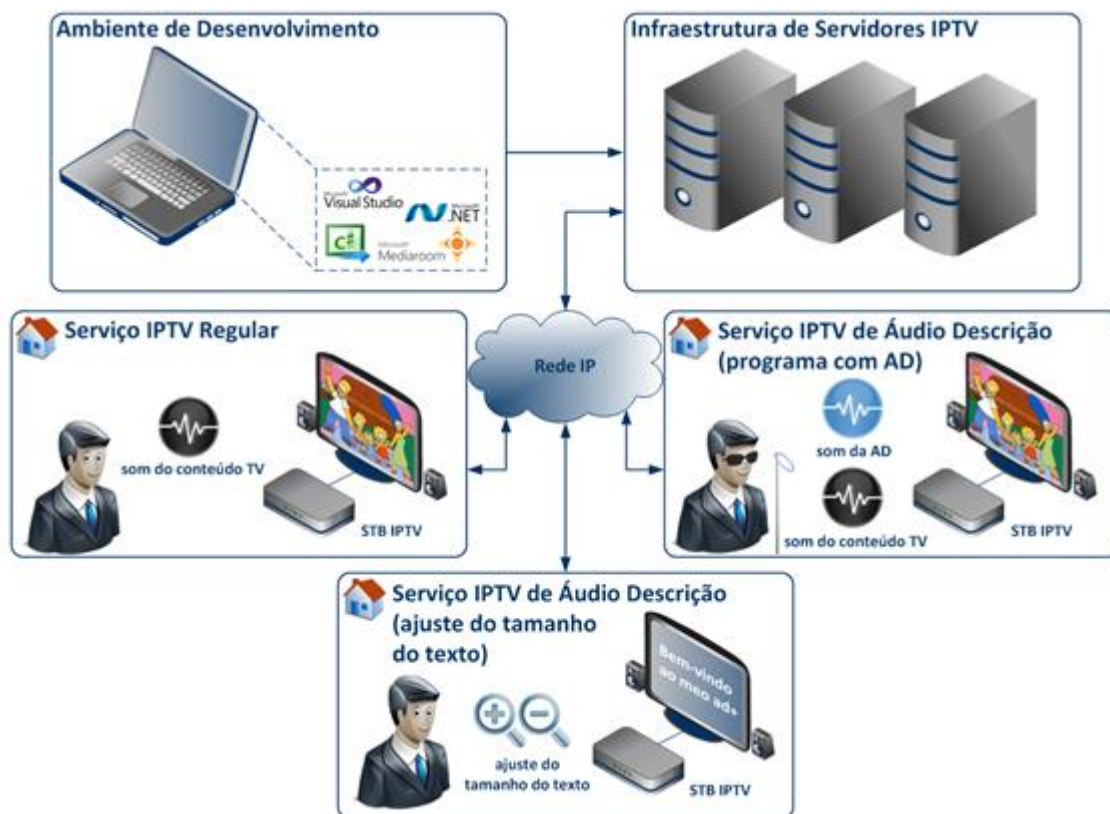 Ambiente de Desenvolvimento
Microsoft
Visual Studio
Microsoft
.NET
C#
Microsoft
Mediaroom
Infraestrutura de Servidores IPTV
Rede IP
Serviço IPTV Regular
som do conteúdo TV
STB IPTV
Serviço IPTV de Áudio Descrição
(programa com AD)
som da AD
som do conteúdo TV
STB IPTV
Serviço IPTV de Áudio Descrição
(ajuste do tamanho
do texto)
ajuste do
tamanho do texto
Bem-vindo
ao meo ad+
STB IPTV